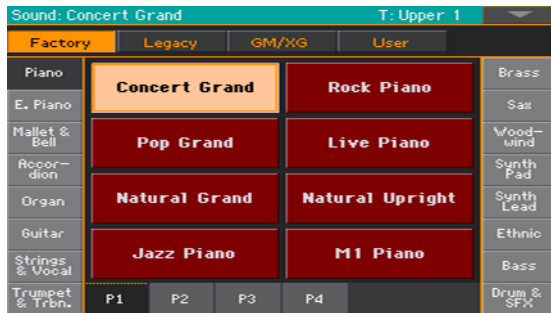 Sound: Concert Grand T: Upper 1
Factory Legacy GM/XG User
Piano
E. Piano
Mallet &
Bell
Accor-
dion
Organ
Guitar
Strings
& Vocal
Trumpet
& Trbn.
Concert Grand Rock Piano
Pop Grand Live Piano
Natural Grand Natural Upright
Jazz Piano M1 Piano
P1 P2 P3 P4
Brass
Sax
Wood-
wind
Synth
Pad
Synth
Lead
Ethnic
Bass
Drum &
SFX